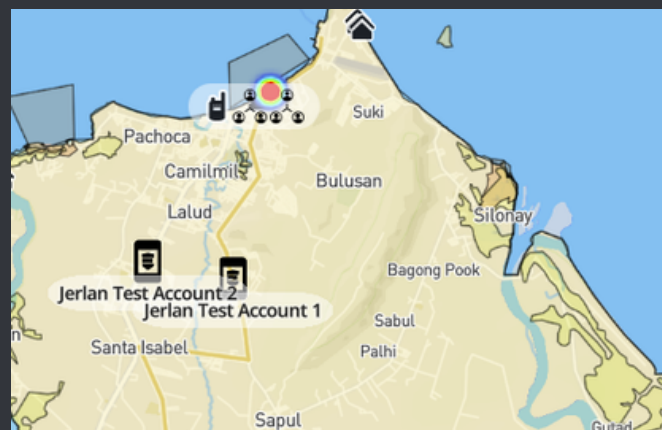 Suki
Pachoca
Camilmil
Bulusan
Lalud
Silonay
Bagong Pook
Jerlan Test Account 2
Jerlan Test Account 1
Sabul
n
Santa Isabel
Palhi
Sapul
Gutad